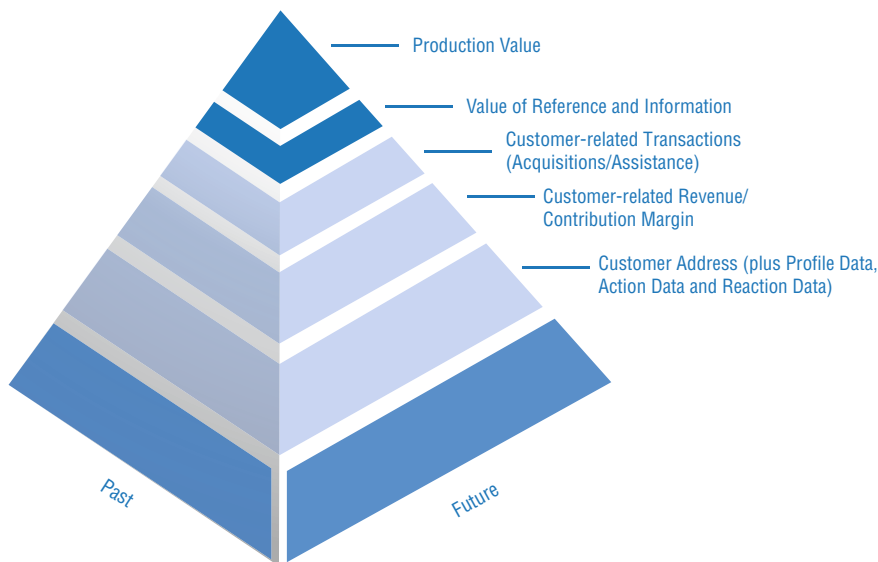 Production Value
Value of Reference and Information
Customer-related Transactions
(Acquisitions/Assistance)
Customer-related Revenue/
Contribution Margin
Customer Address (plus Profile Data,
Action Data and Reaction Data)
Past
Future